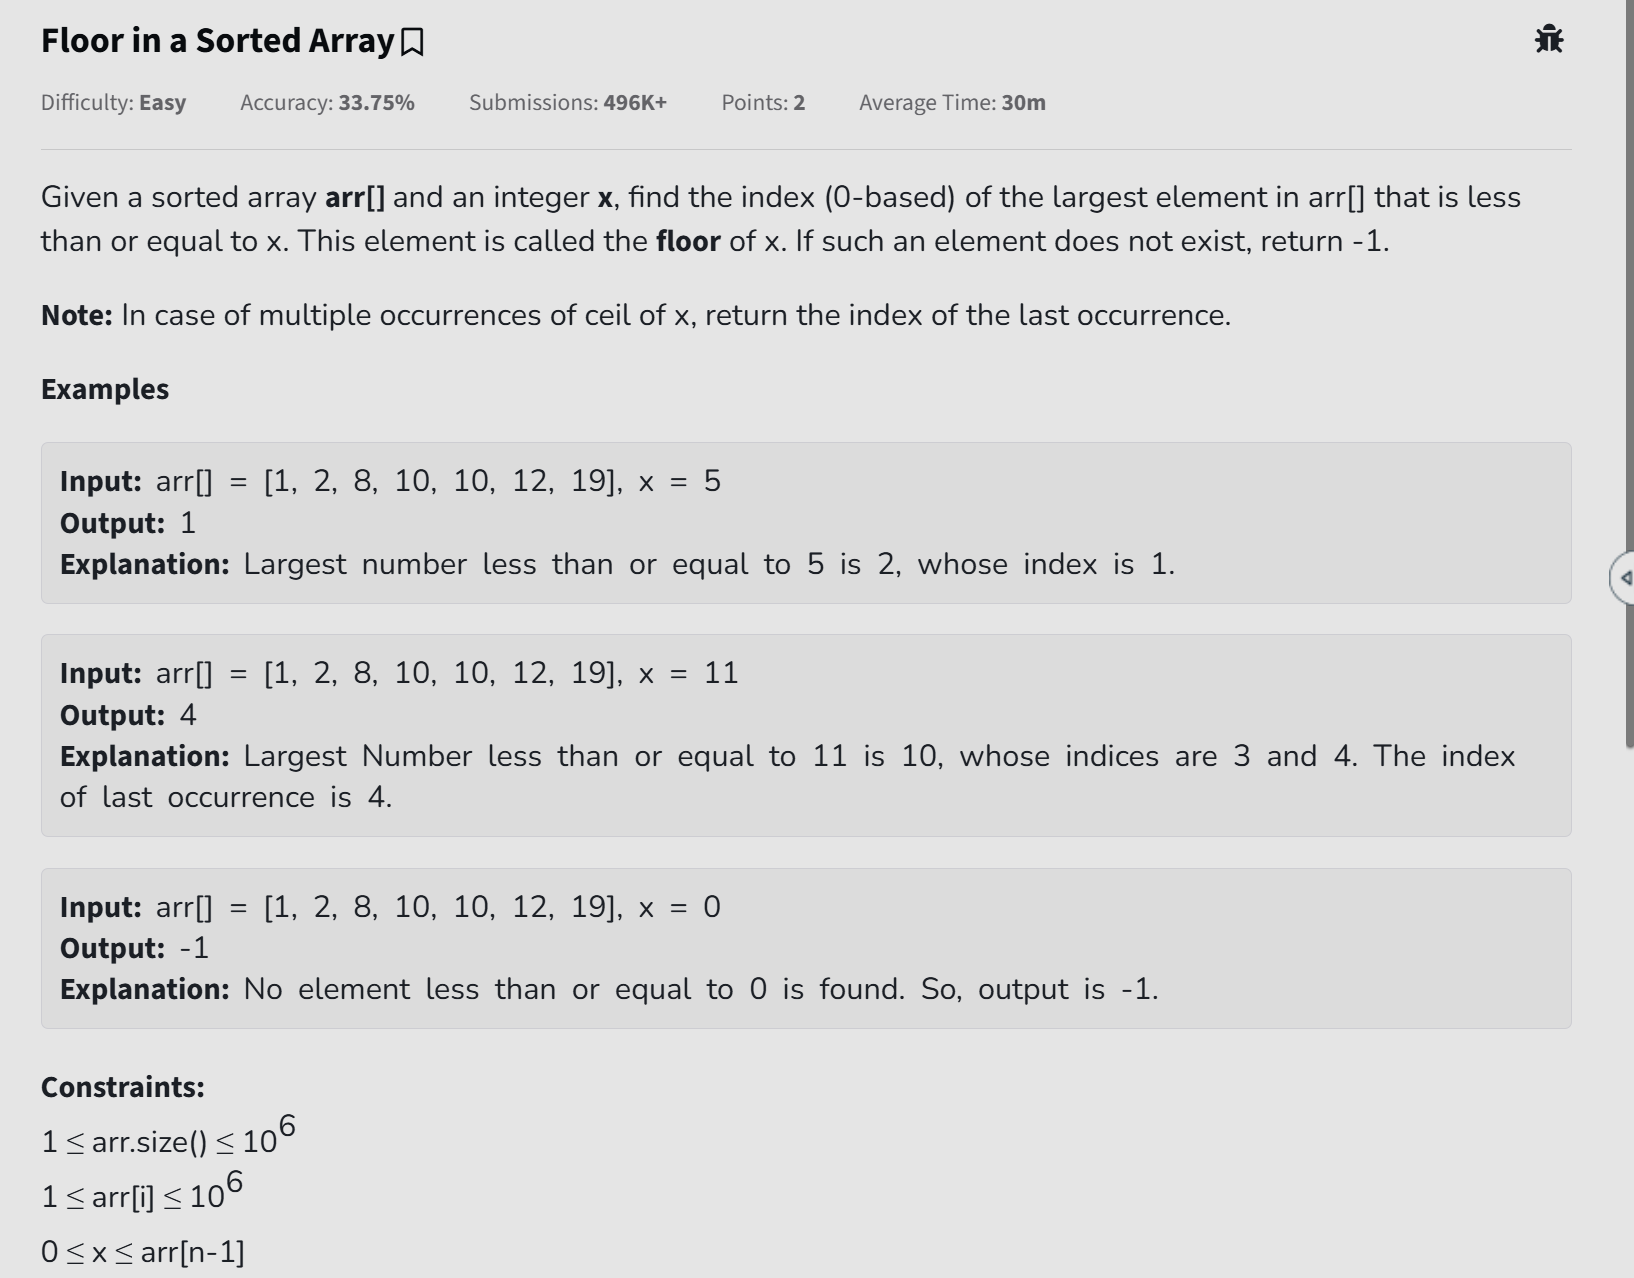 Floor in a Sorted Array
Difficulty: Easy Accuracy: 33.75% Submissions: 496K+ Points: 2 Average Time: 30m
Given a sorted array arr[] and an integer x, find the index (0-based) of the largest element in arr[] that is less
than or equal to x. This element is called the floor of x. If such an element does not exist, return -1.
Note: In case of multiple occurrences of ceil of x, return the index of the last occurrence.
Examples
Input: arr[] = [1, 2, 8, 10, 10, 12, 19], x = 5
Output: 1
Explanation: Largest number less than or equal to 5 is 2, whose index is 1.
Input: arr[] = [1, 2, 8, 10, 10, 12, 19], x = 11
Output: 4
Explanation: Largest Number less than or equal to 11 is 10, whose indices are 3 and 4. The index
of last occurrence is 4.
Input: arr[] = [1, 2, 8, 10, 10, 12, 19], x = 0
Output: -1
Explanation: No element less than or equal to 0 is found. So, output is -1.
Constraints:
1 ≤ arr.size() ≤ 10⁶
1 ≤ arr[i] ≤ 10⁶
0 ≤ x ≤ arr[n-1]